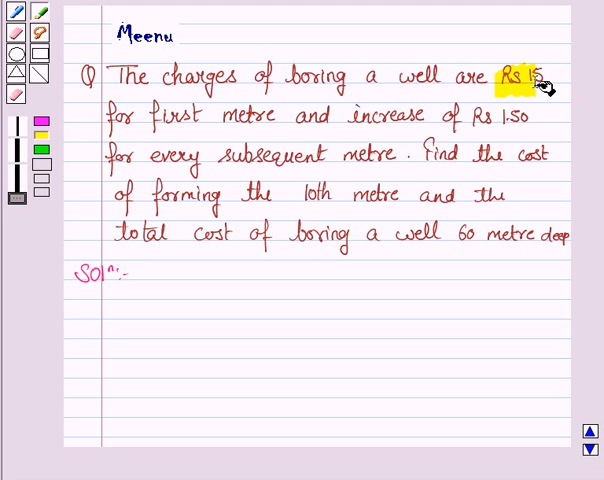 Meenu
Q The charges of boring a well are Rs 15
for first metre and increase of Rs 1.50
for every subsequent metre. Find the cost
of forming the 10th metre and the
total cost of boring a well 60 metre deep
Solⁿ:-